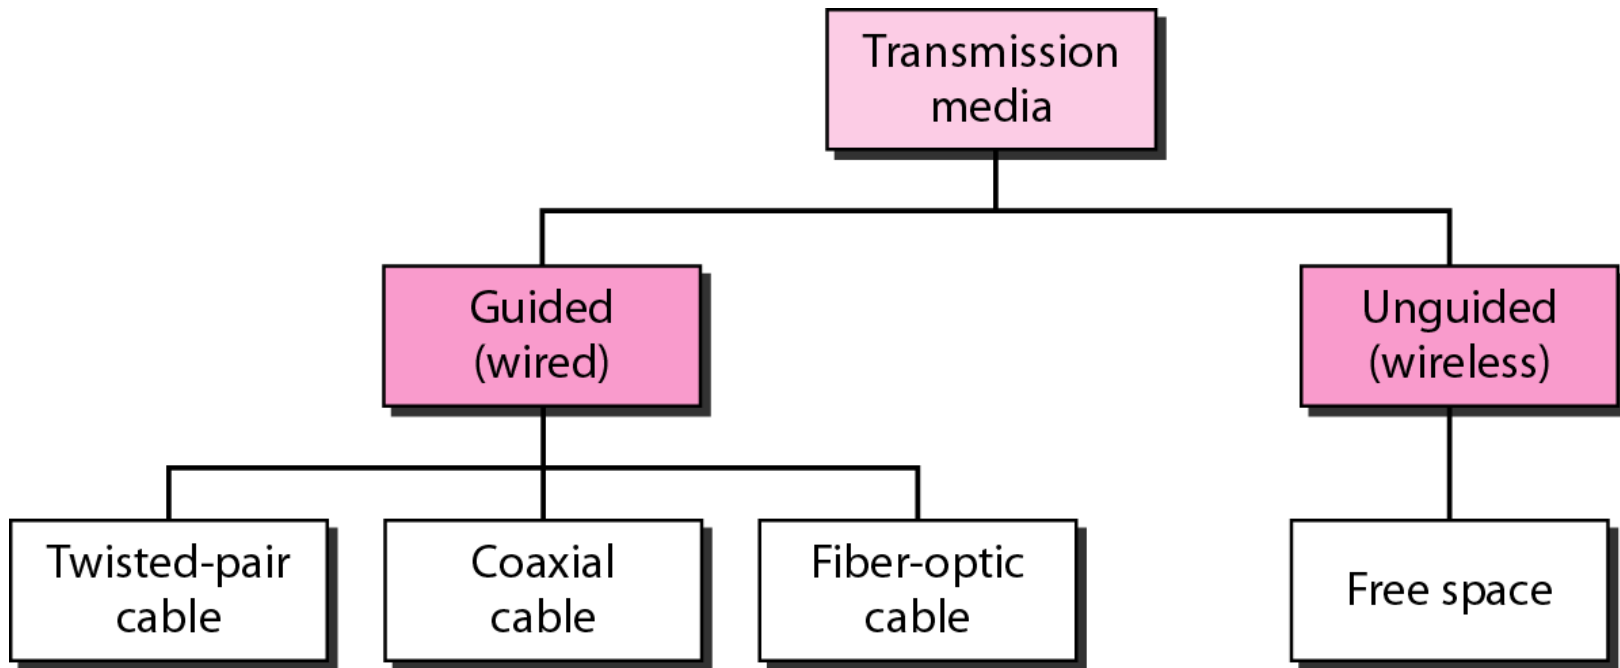 Transmission
media
Guided
(wired)
Unguided
(wireless)
Twisted-pair
cable
Coaxial
cable
Fiber-optic
cable
Free space